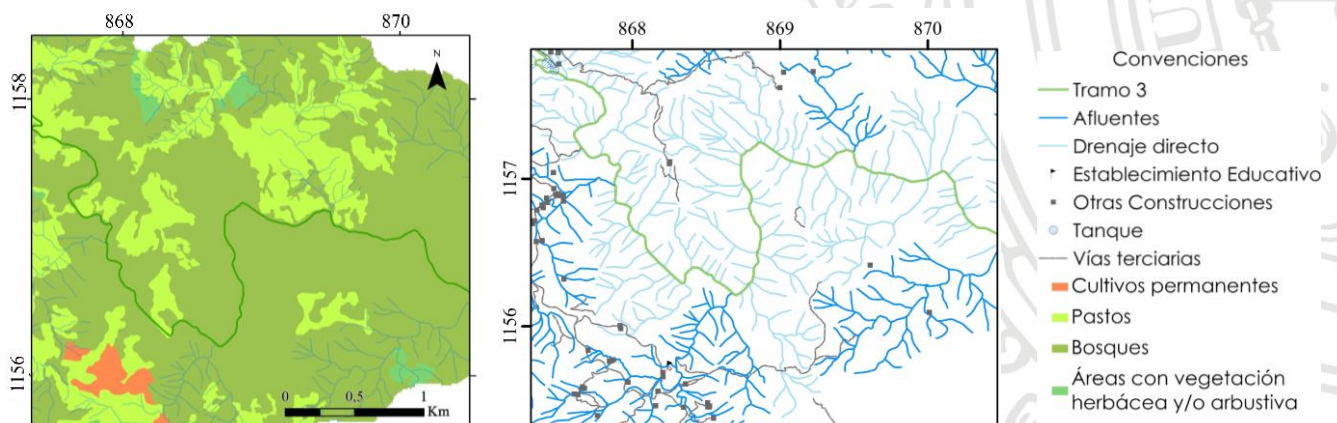 868
870
1158
1156
N
0 0,5 1
Km
868
869
870
1157
1156
Convenciones
Tramo 3
Afluentes
Drenaje directo
Establecimiento Educativo
Otras Construcciones
Tanque
Vías terciarias
Cultivos permanentes
Pastos
Bosques
Áreas con vegetación
herbácea y/o arbustiva